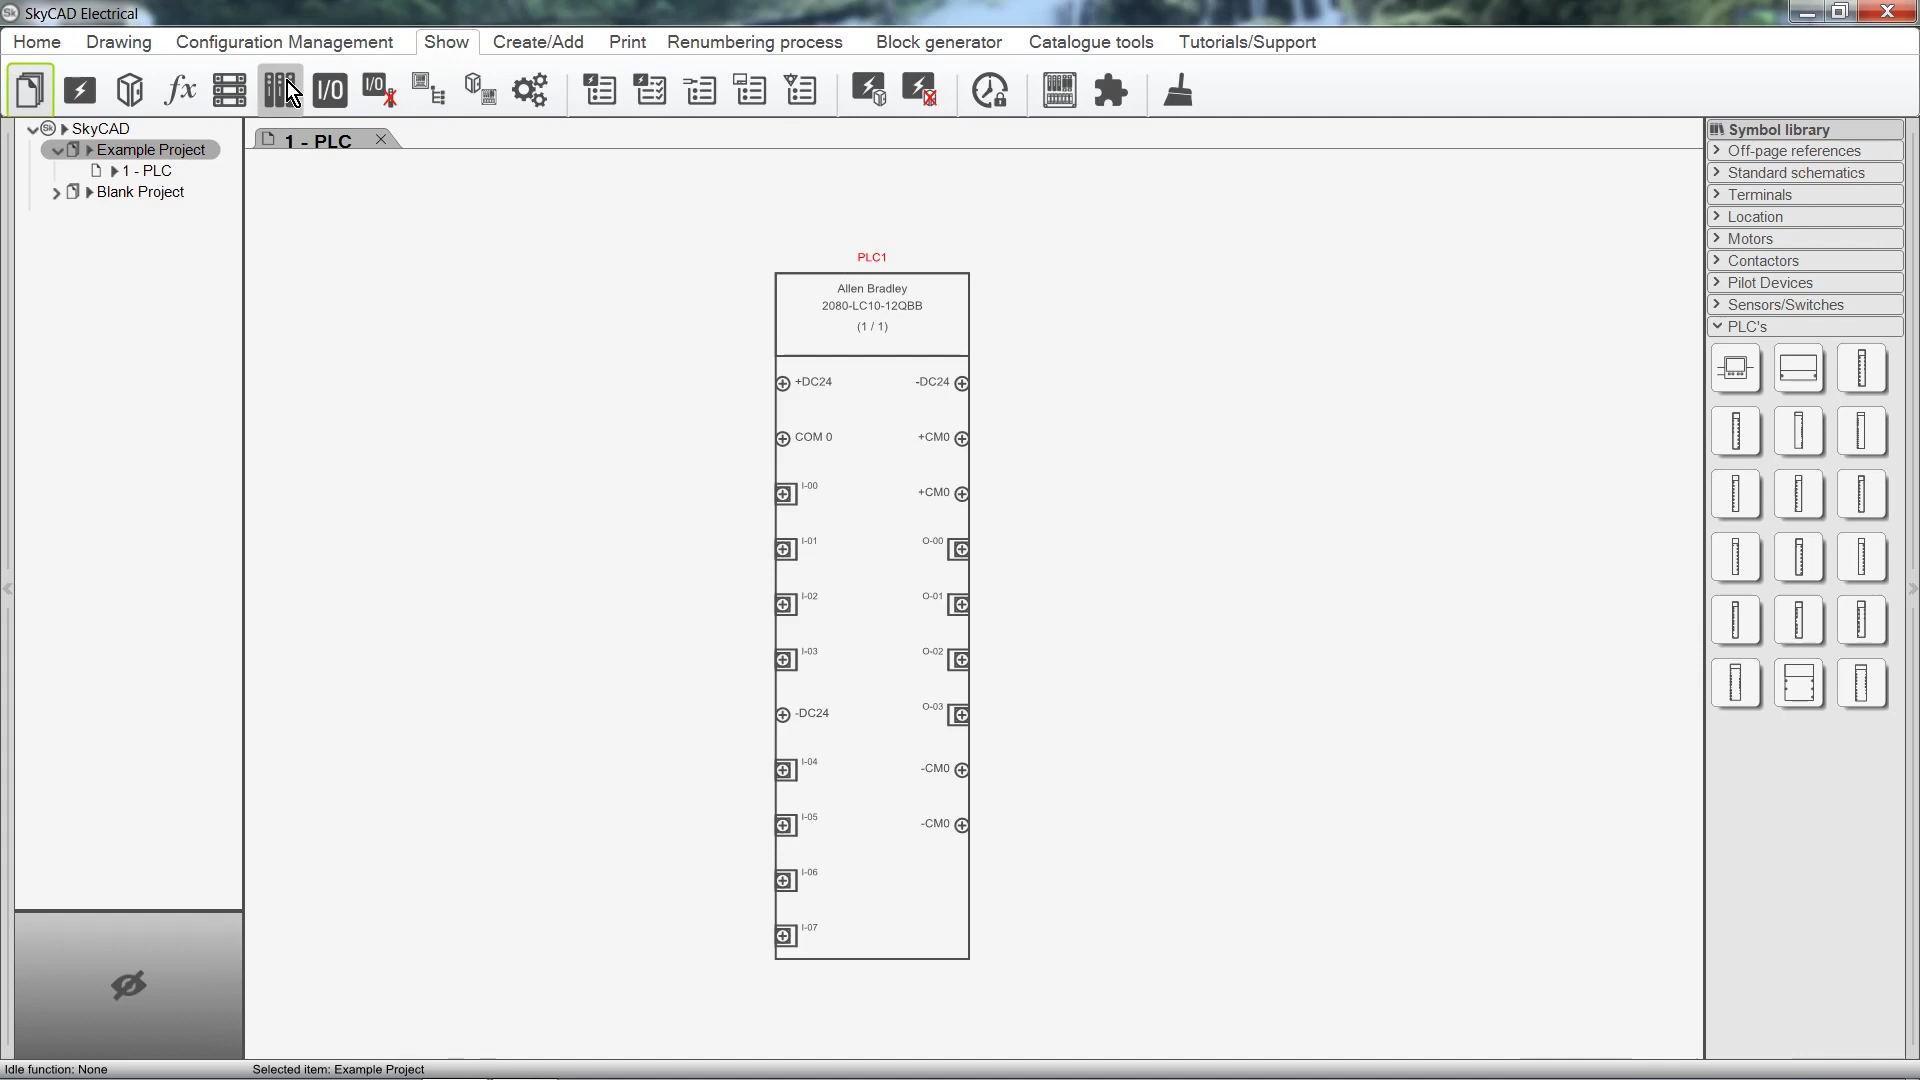 SkyCAD Electrical
Home Drawing Configuration Management Show Create/Add Print Renumbering process Block generator Catalogue tools Tutorials/Support
fx I/O I/O
SkyCAD
Example Project
1 - PLC
Blank Project
1 - PLC
PLC1
Allen Bradley
2080-LC10-12QBB
(1 / 1)
+DC24 -DC24
COM 0 +CM0
I-00 +CM0
I-01 O-00
I-02 O-01
I-03 O-02
-DC24 O-03
I-04 -CM0
I-05 -CM0
I-06
I-07
Symbol library
Off-page references
Standard schematics
Terminals
Location
Motors
Contactors
Pilot Devices
Sensors/Switches
PLC's
Idle function: None Selected item: Example Project